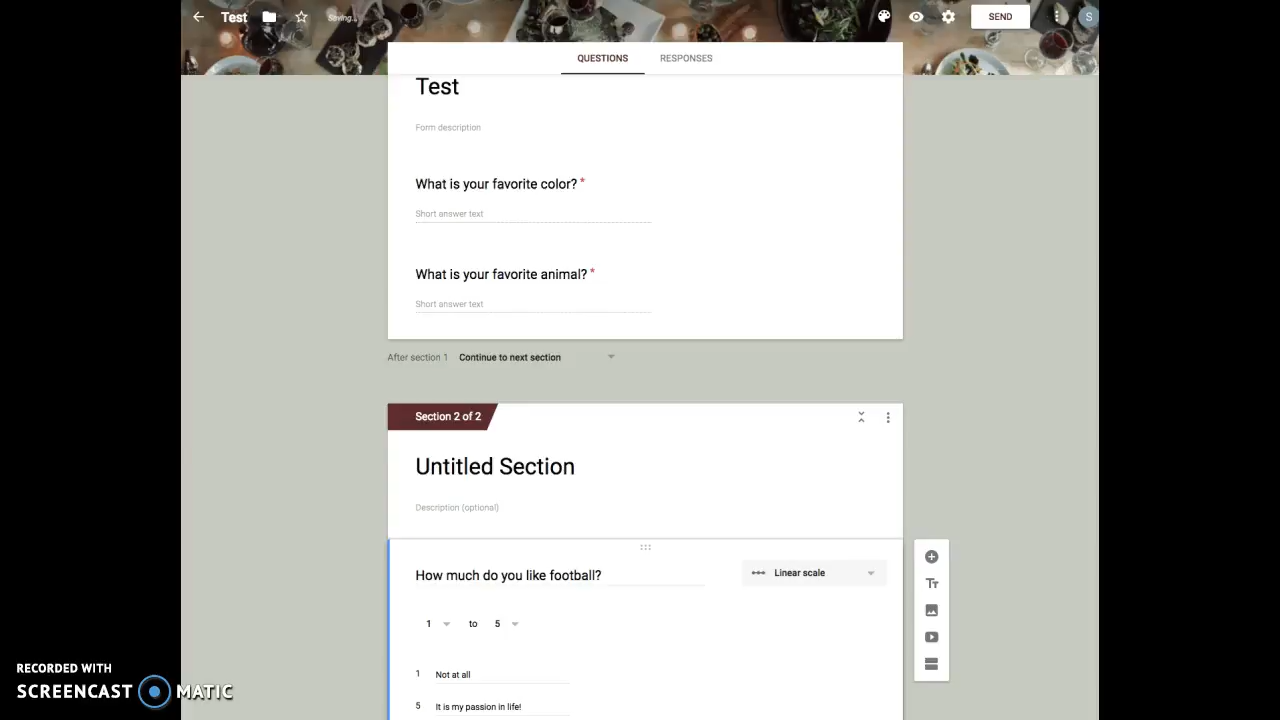 Test
Saving...
SEND
S
QUESTIONS RESPONSES
Test
Form description
What is your favorite color? *
Short answer text
What is your favorite animal? *
Short answer text
After section 1 Continue to next section
Section 2 of 2
Untitled Section
Description (optional)
How much do you like football?
Linear scale
1 to 5
Tт
1 Not at all
5 It is my passion in life!
RECORDED WITH
SCREENCAST MATIC